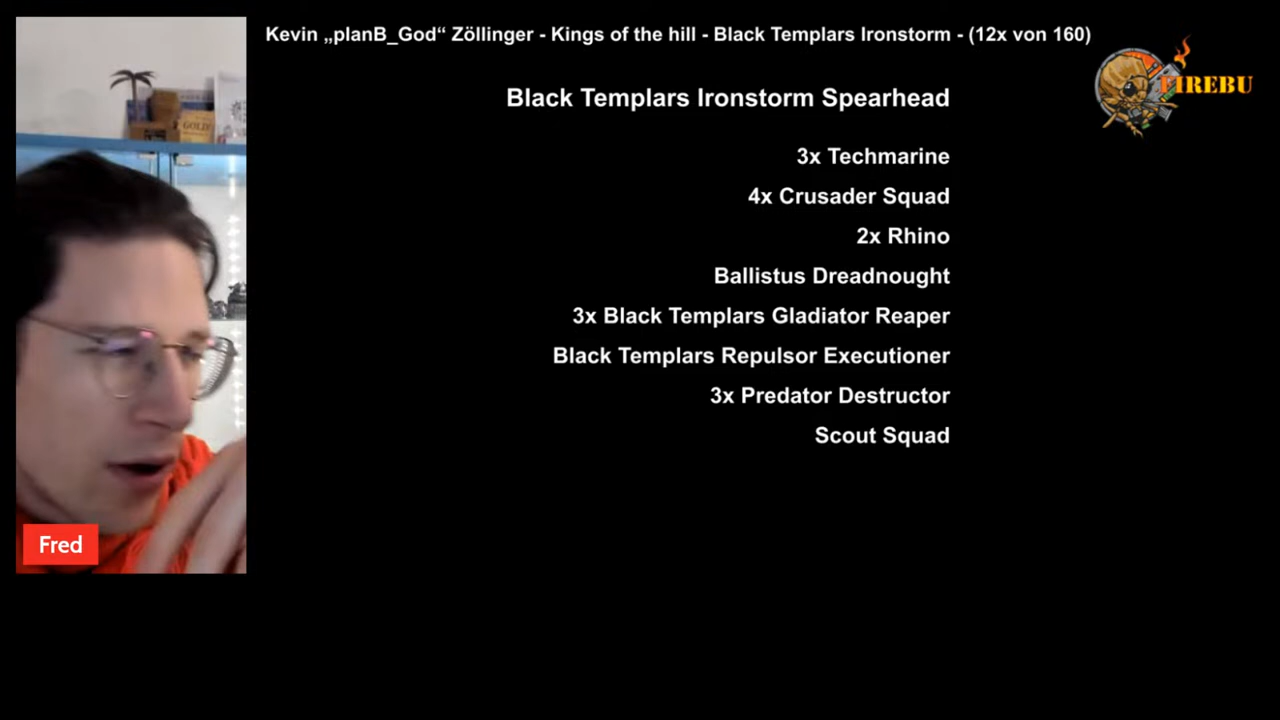 Kevin „planB_God“ Zöllinger - Kings of the hill - Black Templars Ironstorm - (12x von 160)
FIREBU
Black Templars Ironstorm Spearhead
3x Techmarine
4x Crusader Squad
2x Rhino
Ballistus Dreadnought
3x Black Templars Gladiator Reaper
Black Templars Repulsor Executioner
3x Predator Destructor
Scout Squad
GOLD
Fred